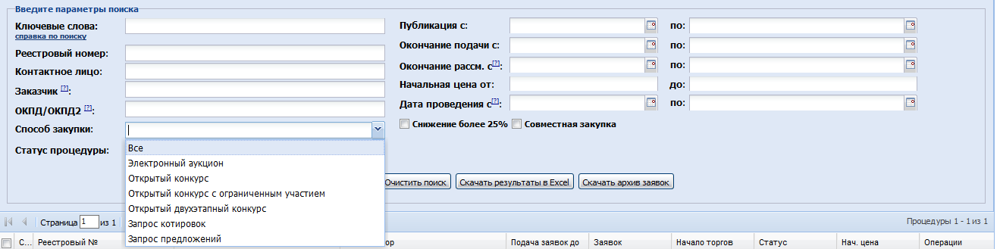 Введите параметры поиска
Ключевые слова:
справка по поиску
Реестровый номер:
Контактное лицо:
Заказчик [?]:
ОКПД/ОКПД2 [?]:
Способ закупки:
Статус процедуры:
Все
Электронный аукцион
Открытый конкурс
Открытый конкурс с ограниченным участием
Открытый двухэтапный конкурс
Запрос котировок
Запрос предложений
Публикация с: по:
Окончание подачи с: по:
Окончание рассм. с[?]: по:
Начальная цена от: до:
Дата проведения с[?]: по:
Снижение более 25% Совместная закупка
Очистить поиск Скачать результаты в Excel Скачать архив заявок
Страница 1 из 1 Процедуры 1 - 1 из 1
С... Реестровый № ор Подача заявок до Заявок Начало торгов Статус Нач. цена Операции